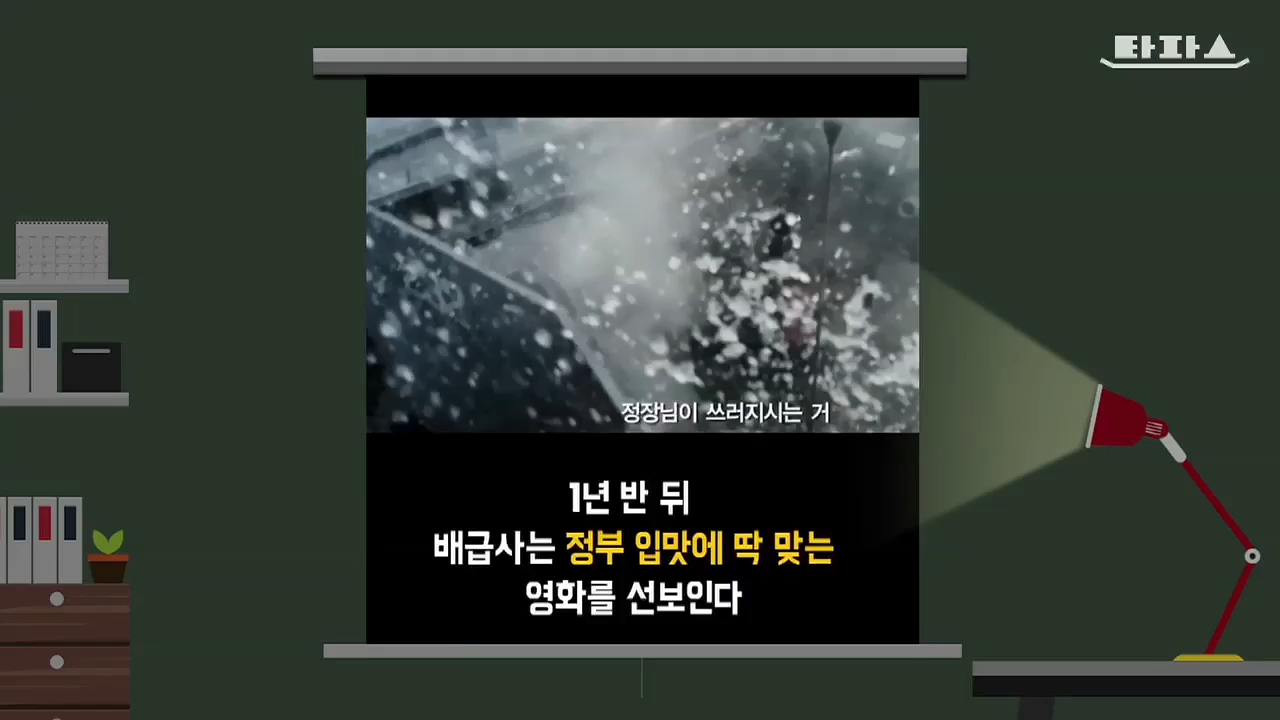 타파스
정장님이 쓰러지시는 거
1년 반 뒤
배급사는 정부 입맛에 딱 맞는
영화를 선보인다